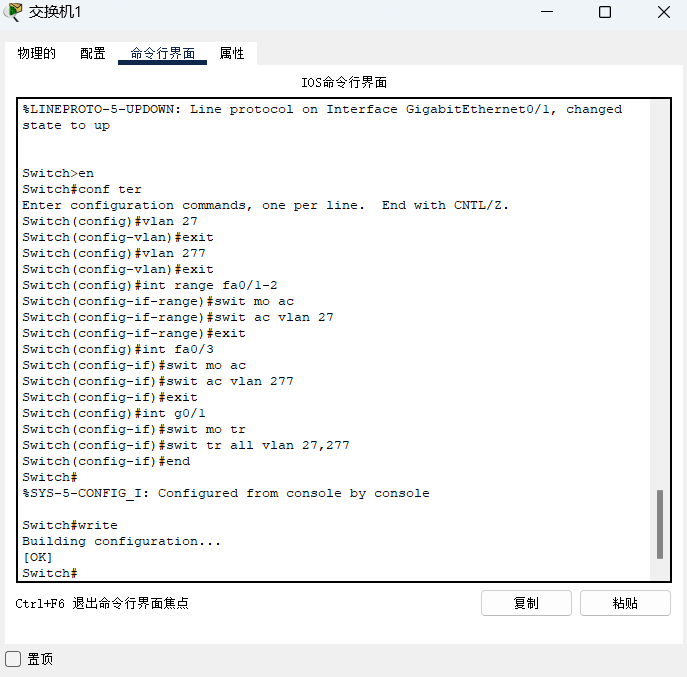 交换机1
物理的 配置 命令行界面 属性
IOS命令行界面
%LINEPROTO-5-UPDOWN: Line protocol on Interface GigabitEthernet0/1, changed
state to up
Switch>en
Switch#conf ter
Enter configuration commands, one per line.  End with CNTL/Z.
Switch(config)#vlan 27
Switch(config-vlan)#exit
Switch(config)#vlan 277
Switch(config-vlan)#exit
Switch(config)#int range fa0/1-2
Switch(config-if-range)#swit mo ac
Switch(config-if-range)#swit ac vlan 27
Switch(config-if-range)#exit
Switch(config)#int fa0/3
Switch(config-if)#swit mo ac
Switch(config-if)#swit ac vlan 277
Switch(config-if)#exit
Switch(config)#int g0/1
Switch(config-if)#swit mo tr
Switch(config-if)#swit tr all vlan 27,277
Switch(config-if)#end
Switch#
%SYS-5-CONFIG_I: Configured from console by console
Switch#write
Building configuration...
[OK]
Switch#
Ctrl+F6 退出命令行界面焦点 复制 粘贴
置顶